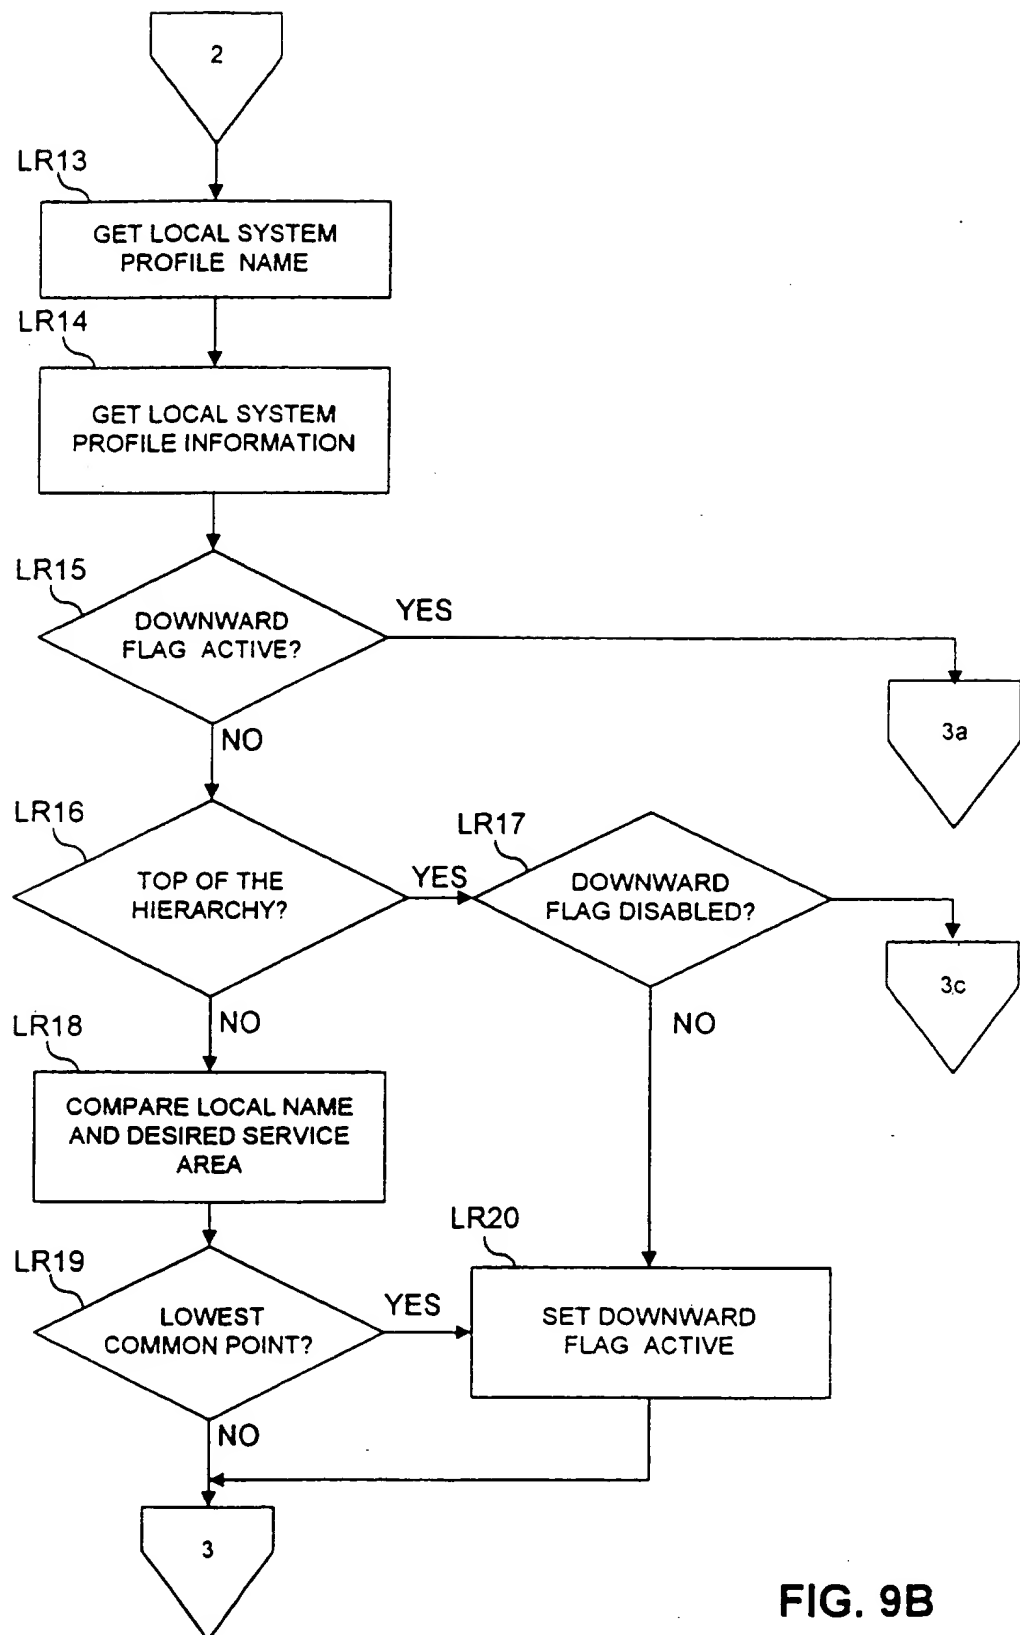 2
LR13
GET LOCAL SYSTEM
PROFILE NAME
LR14
GET LOCAL SYSTEM
PROFILE INFORMATION
LR15
DOWNWARD
FLAG ACTIVE?
YES
3a
NO
LR16
TOP OF THE
HIERARCHY?
YES
LR17
DOWNWARD
FLAG DISABLED?
3c
NO
NO
LR18
COMPARE LOCAL NAME
AND DESIRED SERVICE
AREA
LR19
LOWEST
COMMON POINT?
YES
LR20
SET DOWNWARD
FLAG ACTIVE
NO
3
FIG. 9B